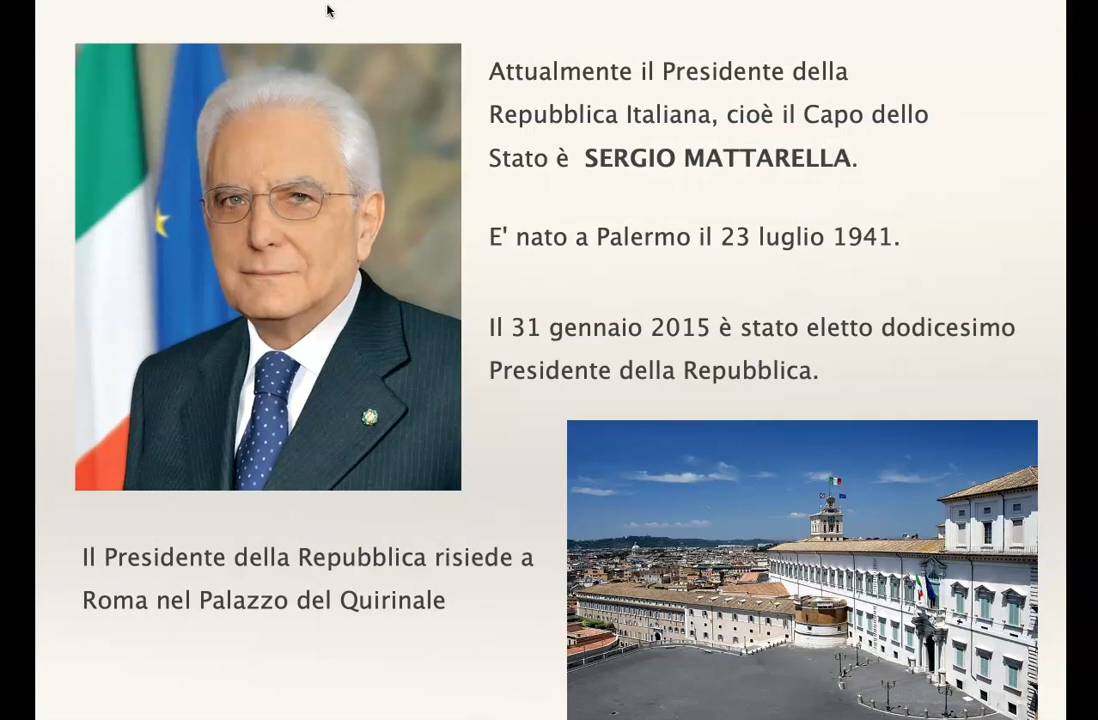 Attualmente il Presidente della
Repubblica Italiana, cioè il Capo dello
Stato è  SERGIO MATTARELLA.
E' nato a Palermo il 23 luglio 1941.
Il 31 gennaio 2015 è stato eletto dodicesimo
Presidente della Repubblica.
Il Presidente della Repubblica risiede a
Roma nel Palazzo del Quirinale